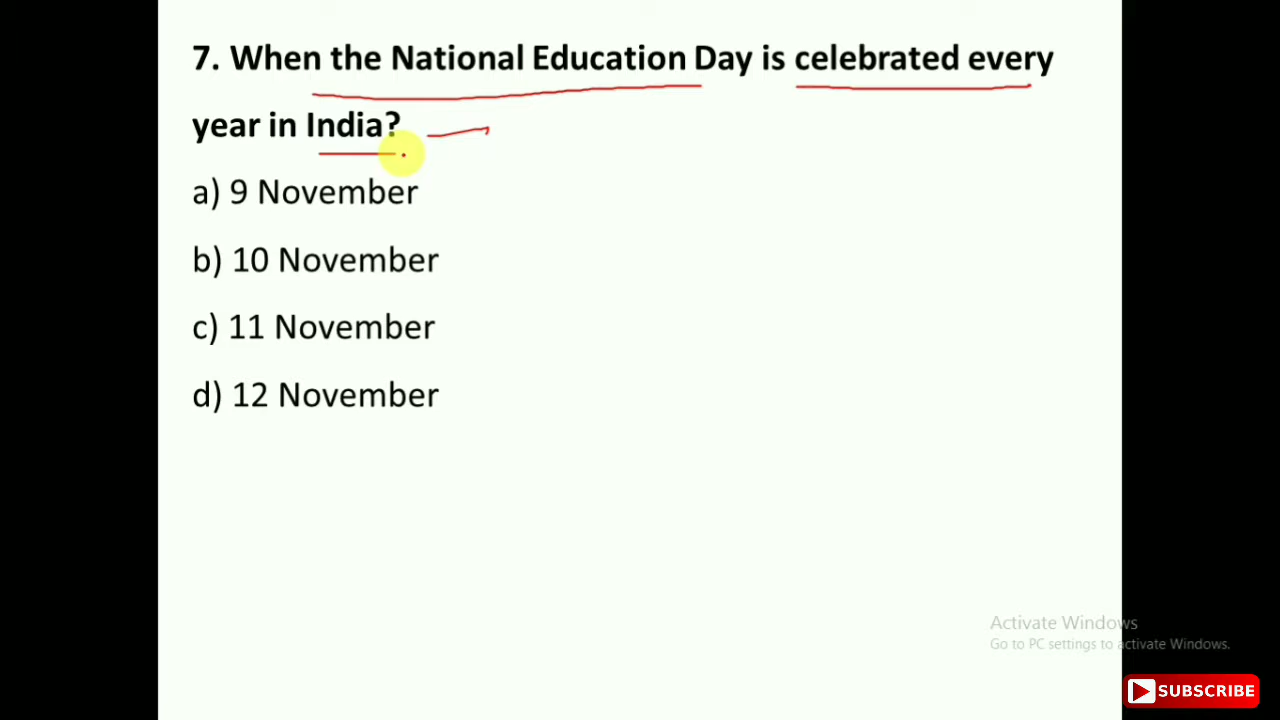 7. When the National Education Day is celebrated every
year in India?
a) 9 November
b) 10 November
c) 11 November
d) 12 November
Activate Windows
Go to PC settings to activate Windows.
SUBSCRIBE